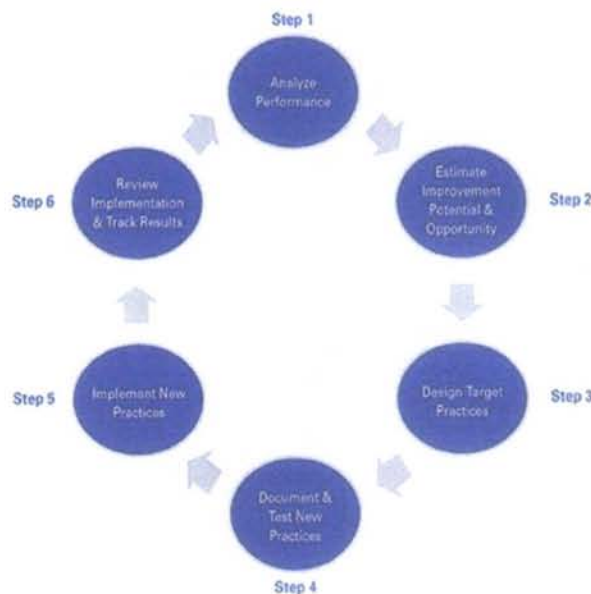 Step 1
Analyze
Performance
Step 2
Estimate
Improvement
Potential &
Opportunity
Step 3
Design Target
Practices
Step 4
Document &
Test New
Practices
Step 5
Implement New
Practices
Step 6
Review
Implementation
& Track Results